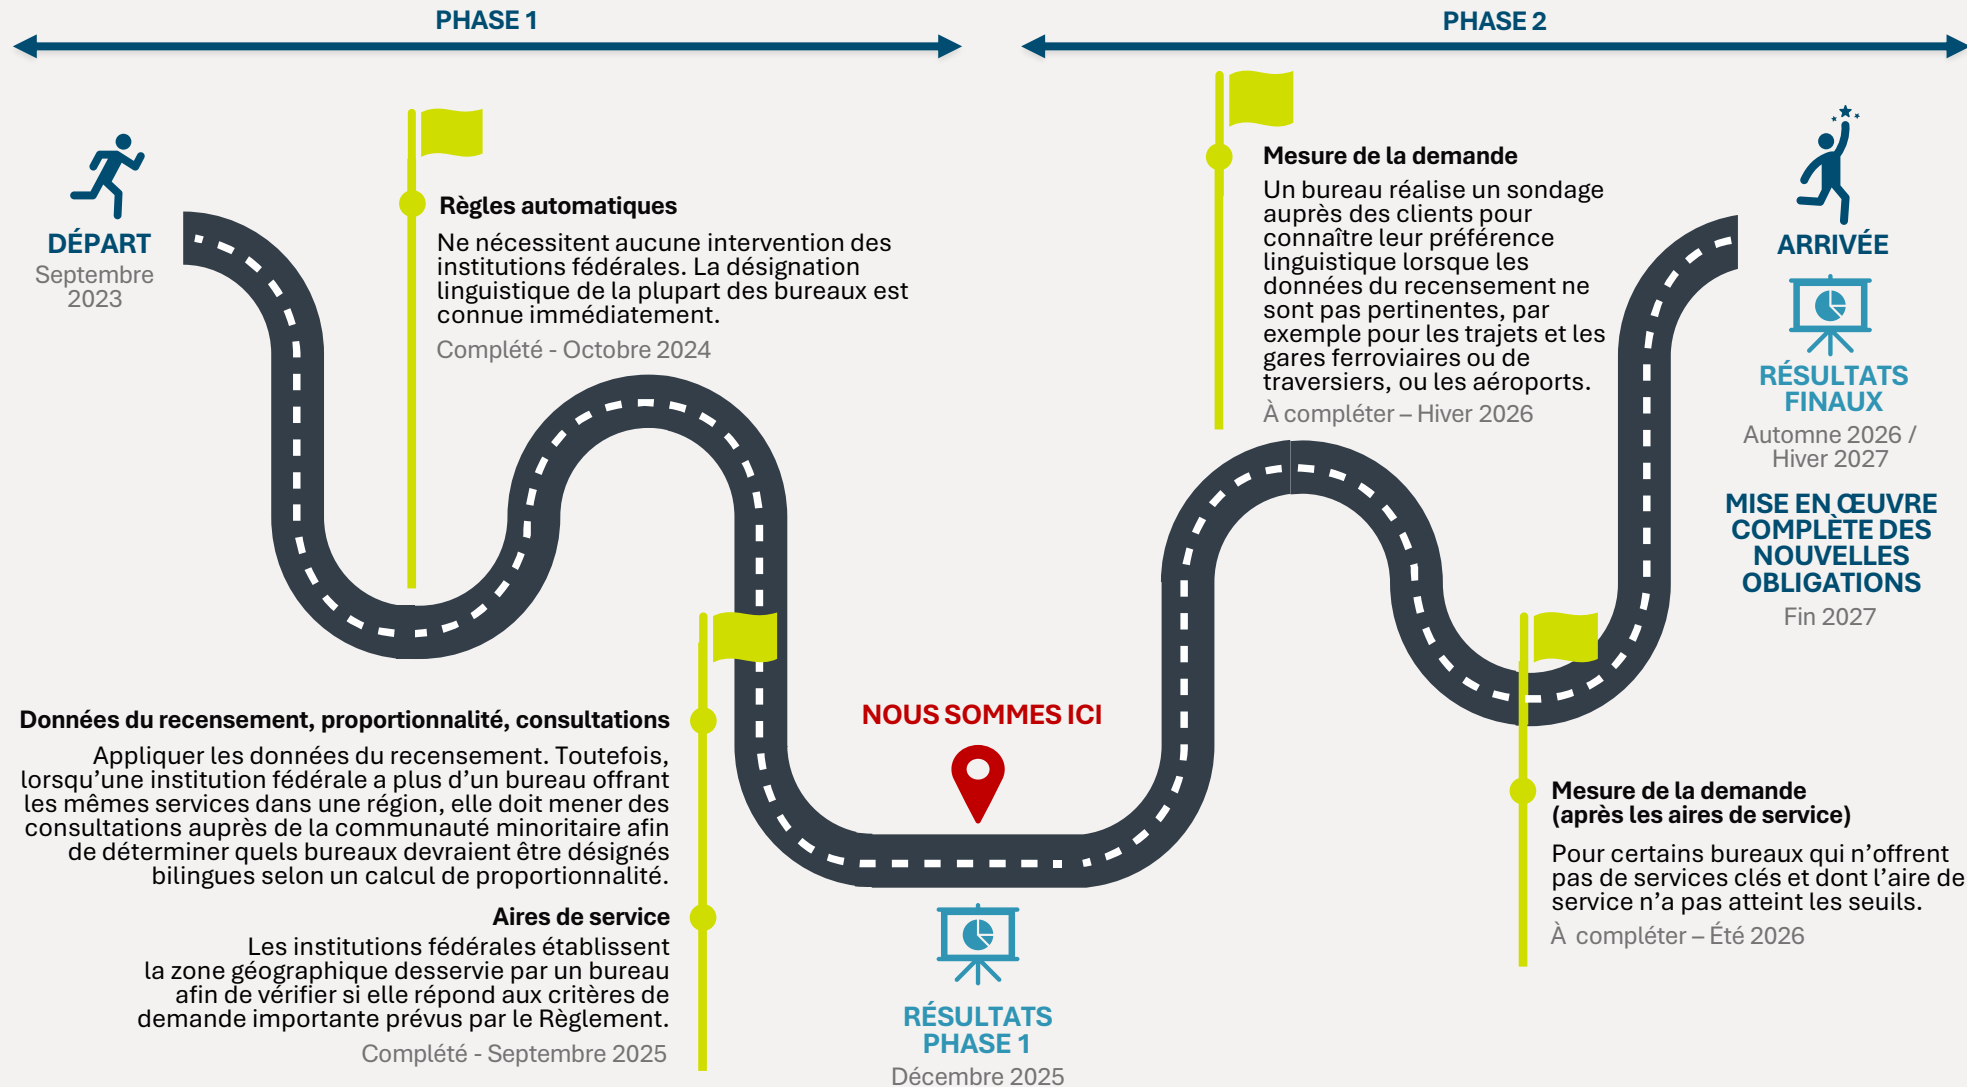 PHASE 1
PHASE 2
DÉPART
Septembre
2023
Règles automatiques
Ne nécessitent aucune intervention des
institutions fédérales. La désignation
linguistique de la plupart des bureaux est
connue immédiatement.
Complété - Octobre 2024
Données du recensement, proportionnalité, consultations
Appliquer les données du recensement. Toutefois,
lorsqu’une institution fédérale a plus d’un bureau offrant
les mêmes services dans une région, elle doit mener des
consultations auprès de la communauté minoritaire afin
de déterminer quels bureaux devraient être désignés
bilingues selon un calcul de proportionnalité.
Aires de service
Les institutions fédérales établissent
la zone géographique desservie par un bureau
afin de vérifier si elle répond aux critères de
demande importante prévus par le Règlement.
Complété - Septembre 2025
NOUS SOMMES ICI
RÉSULTATS
PHASE 1
Décembre 2025
Mesure de la demande
Un bureau réalise un sondage
auprès des clients pour
connaître leur préférence
linguistique lorsque les
données du recensement ne
sont pas pertinentes, par
exemple pour les trajets et les
gares ferroviaires ou de
traversiers, ou les aéroports.
À compléter – Hiver 2026
Mesure de la demande
(après les aires de service)
Pour certains bureaux qui n’offrent
pas de services clés et dont l’aire de
service n’a pas atteint les seuils.
À compléter – Été 2026
ARRIVÉE
RÉSULTATS
FINAUX
Automne 2026 /
Hiver 2027
MISE EN ŒUVRE
COMPLÈTE DES
NOUVELLES
OBLIGATIONS
Fin 2027